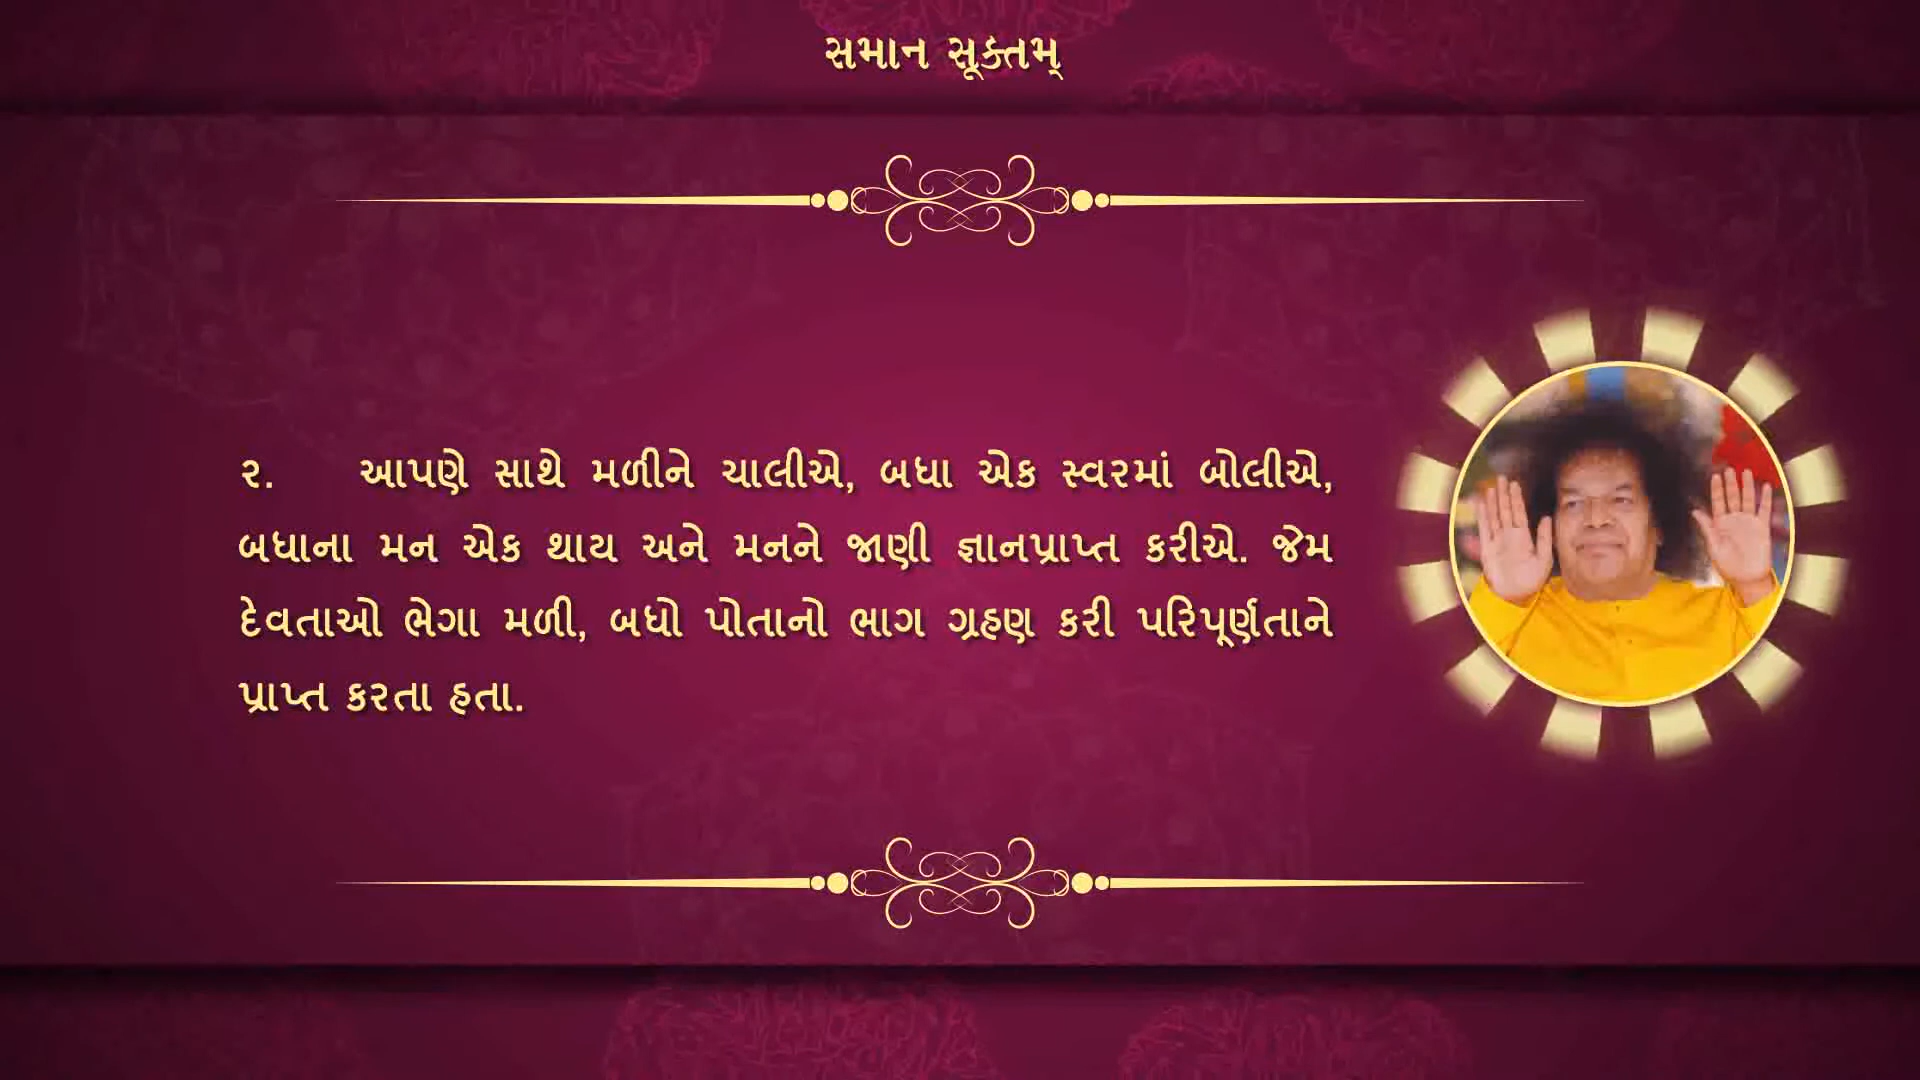 સમાન સૂક્તમ્
૨. આપણે સાથે મળીને ચાલીએ, બધા એક સ્વરમાં બોલીએ,
બધાના મન એક થાય અને મનને જાણી જ્ઞાનપ્રાપ્ત કરીએ. જેમ
દેવતાઓ ભેગા મળી, બધો પોતાનો ભાગ ગ્રહણ કરી પરિપૂર્ણતાને
પ્રાપ્ત કરતા હતા.